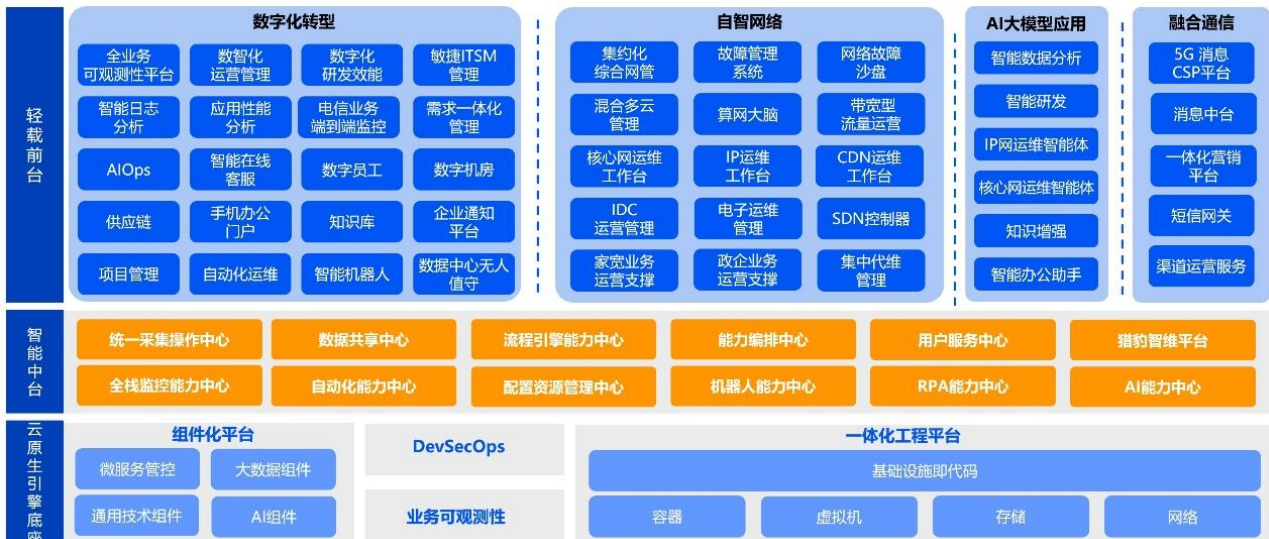 轻载前台
数字化转型
全业务
可观测性平台
数智化
运营管理
数字化
研发效能
敏捷ITSM
管理
智能日志
分析
应用性能
分析
电信业务
端到端监控
需求一体化
管理
AIOps
智能在线
客服
数字员工
数字机房
供应链
手机办公
门户
知识库
企业通知
平台
项目管理
自动化运维
智能机器人
数据中心无人
值守
自智网络
集约化
综合网管
故障管理
系统
网络故障
沙盘
混合多云
管理
算网大脑
带宽型
流量运营
核心网运维
工作台
IP运维
工作台
CDN运维
工作台
IDC
运营管理
电子运维
管理
SDN控制器
家宽业务
运营支撑
政企业务
运营支撑
集中代维
管理
AI大模型应用
智能数据分析
智能研发
IP网运维智能体
核心网运维智能体
知识增强
智能办公助手
融合通信
5G 消息
CSP平台
消息中台
一体化营销
平台
短信网关
渠道运营服务
智能中台
统一采集操作中心
数据共享中心
流程引擎能力中心
能力编排中心
用户服务中心
猎豹智维平台
全栈监控能力中心
自动化能力中心
配置资源管理中心
机器人能力中心
RPA能力中心
AI能力中心
云原生引擎底座
组件化平台
微服务管控
大数据组件
通用技术组件
AI组件
DevSecOps
业务可观测性
一体化工程平台
基础设施即代码
容器
虚拟机
存储
网络